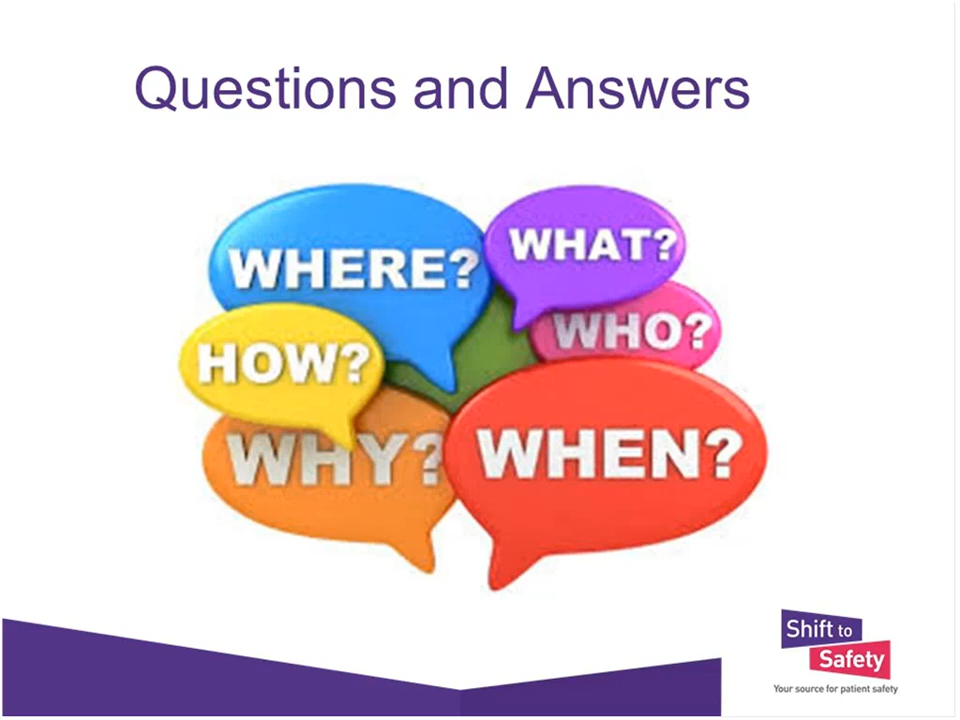 Questions and Answers
WHERE?
WHAT?
WHO?
HOW?
WHY?
WHEN?
Shift to
Safety
Your source for patient safety